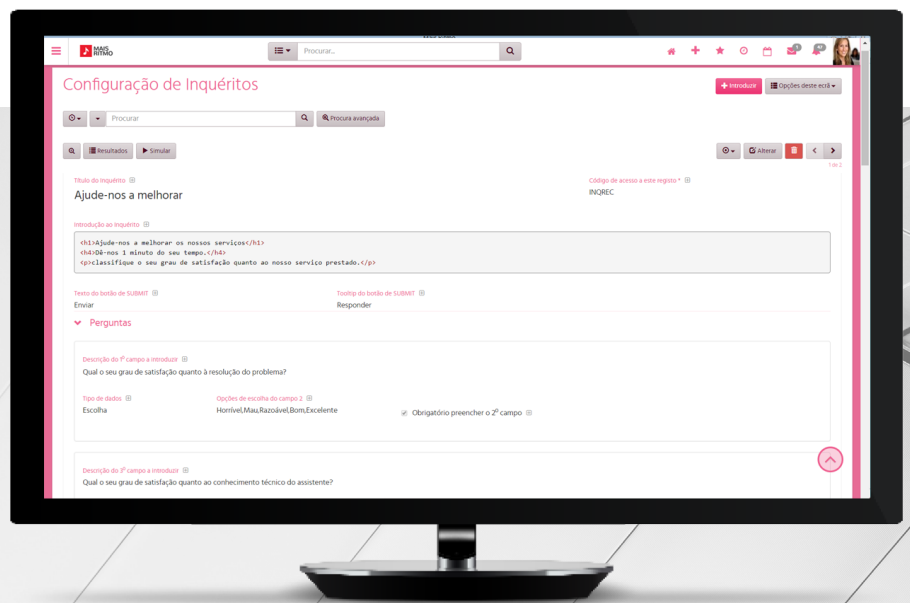 MAIS
RITMO
Procurar...
Configuração de Inquéritos
Introduzir
Opções deste ecrã
Procurar
Procura avançada
Resultados
Simular
Alterar
1 de 2
Título do Inquérito
Código de acesso a este registo *
Ajude-nos a melhorar
INQREC
Introdução ao Inquérito
<h1>Ajude-nos a melhorar os nossos serviços</h1>
<h4>Dê-nos 1 minuto do seu tempo.</h4>
<p>classifique o seu grau de satisfação quanto ao nosso serviço prestado.</p>
Texto do botão de SUBMIT
Tooltip do botão de SUBMIT
Enviar
Responder
Perguntas
Descrição do 1º campo a introduzir
Qual o seu grau de satisfação quanto à resolução do problema?
Tipo de dados
Opções de escolha do campo 2
Escolha
Horrível,Mau,Razoável,Bom,Excelente
Obrigatório preencher o 2º campo
Descrição do 3º campo a introduzir
Qual o seu grau de satisfação quanto ao conhecimento técnico do assistente?